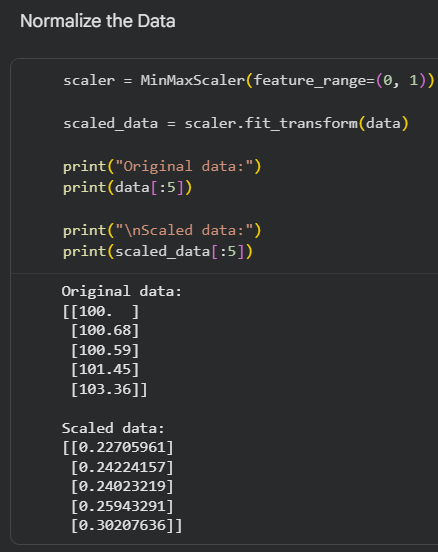 Normalize the Data
scaler = MinMaxScaler(feature_range=(0, 1))
scaled_data = scaler.fit_transform(data)
print("Original data:")
print(data[:5])
print("\nScaled data:")
print(scaled_data[:5])
Original data:
[[100.  ]
[100.68]
[100.59]
[101.45]
[103.36]]
Scaled data:
[[0.22705961]
[0.24224157]
[0.24023219]
[0.25943291]
[0.30207636]]